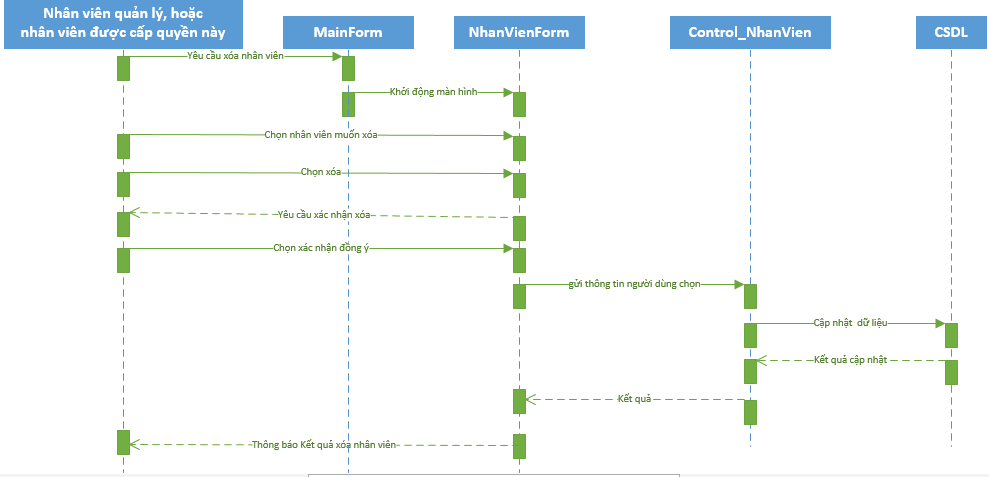 Nhân viên quản lý, hoặc
nhân viên được cấp quyền này
MainForm
NhanVienForm
Control_NhanVien
CSDL
Yêu cầu xóa nhân viên
Khởi động màn hình
Chọn nhân viên muốn xóa
Chọn xóa
Yêu cầu xác nhận xóa
Chọn xác nhận đồng ý
gửi thông tin người dùng chọn
Cập nhật dữ liệu
Kết quả cập nhật
Kết quả
Thông báo Kết quả xóa nhân viên